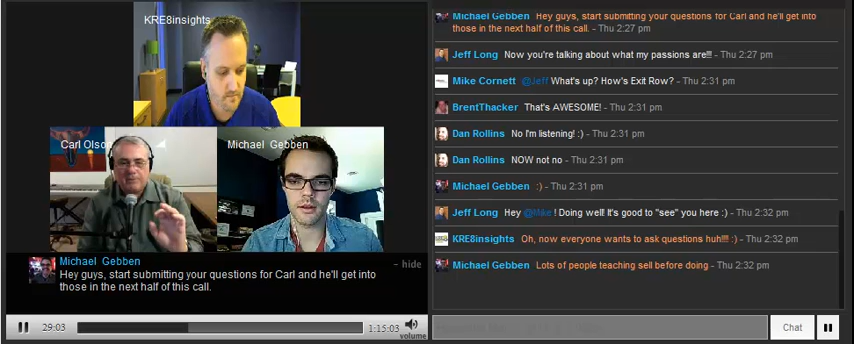 KRE8insights
Carl Olson
Michael Gebben
Michael Gebben
– hide
Hey guys, start submitting your questions for Carl and he'll get into
those in the next half of this call.
29:03
1:15:03
volume
Michael Gebben Hey guys, start submitting your questions for Carl and he'll get into
those in the next half of this call. - Thu 2:27 pm
Jeff Long Now you're talking about what my passions are!!! - Thu 2:27 pm
Mike Cornett @Jeff What's up? How's Exit Row? - Thu 2:31 pm
BrentThacker That's AWESOME! - Thu 2:31 pm
Dan Rollins No I'm listening! :) - Thu 2:31 pm
Dan Rollins NOW not no - Thu 2:31 pm
Michael Gebben :) - Thu 2:31 pm
Jeff Long Hey @Mike ! Doing well! It's good to "see" you here :) - Thu 2:32 pm
KRE8insights Oh, now everyone wants to ask questions huh!!! :) - Thu 2:32 pm
Michael Gebben Lots of people teaching sell before doing - Thu 2:32 pm
Chat